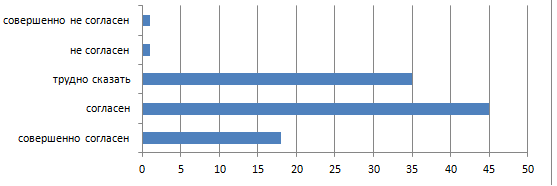 совершенно не согласен
не согласен
трудно сказать
согласен
совершенно согласен
0 5 10 15 20 25 30 35 40 45 50